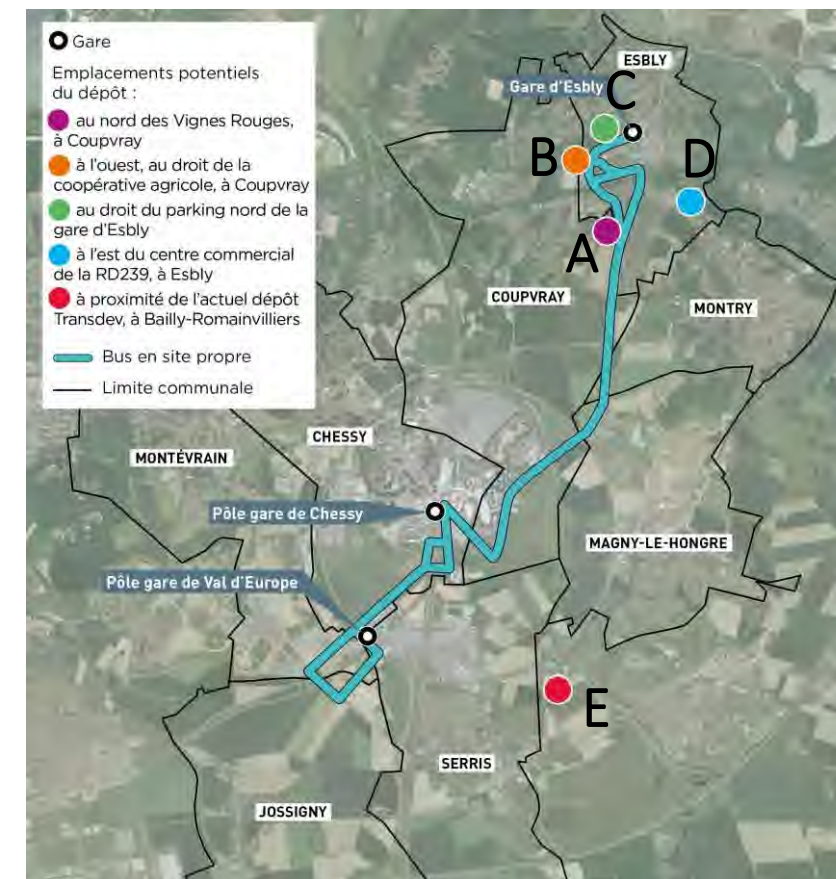 Gare
Emplacements potentiels
du dépôt :
au nord des Vignes Rouges,
à Coupvray
à l'ouest, au droit de la
coopérative agricole, à Coupvray
au droit du parking nord de la
gare d'Esbly
à l'est du centre commercial
de la RD239, à Esbly
à proximité de l'actuel dépôt
Transdev, à Bailly-Romainvilliers
Bus en site propre
Limite communale
ESBLY
Gare d'Esbly
C
B
D
A
COUPVRAY
MONTRY
CHESSY
MONTÉVRAIN
Pôle gare de Chessy
MAGNY-LE-HONGRE
Pôle gare de Val d'Europe
E
SERRIS
JOSSIGNY